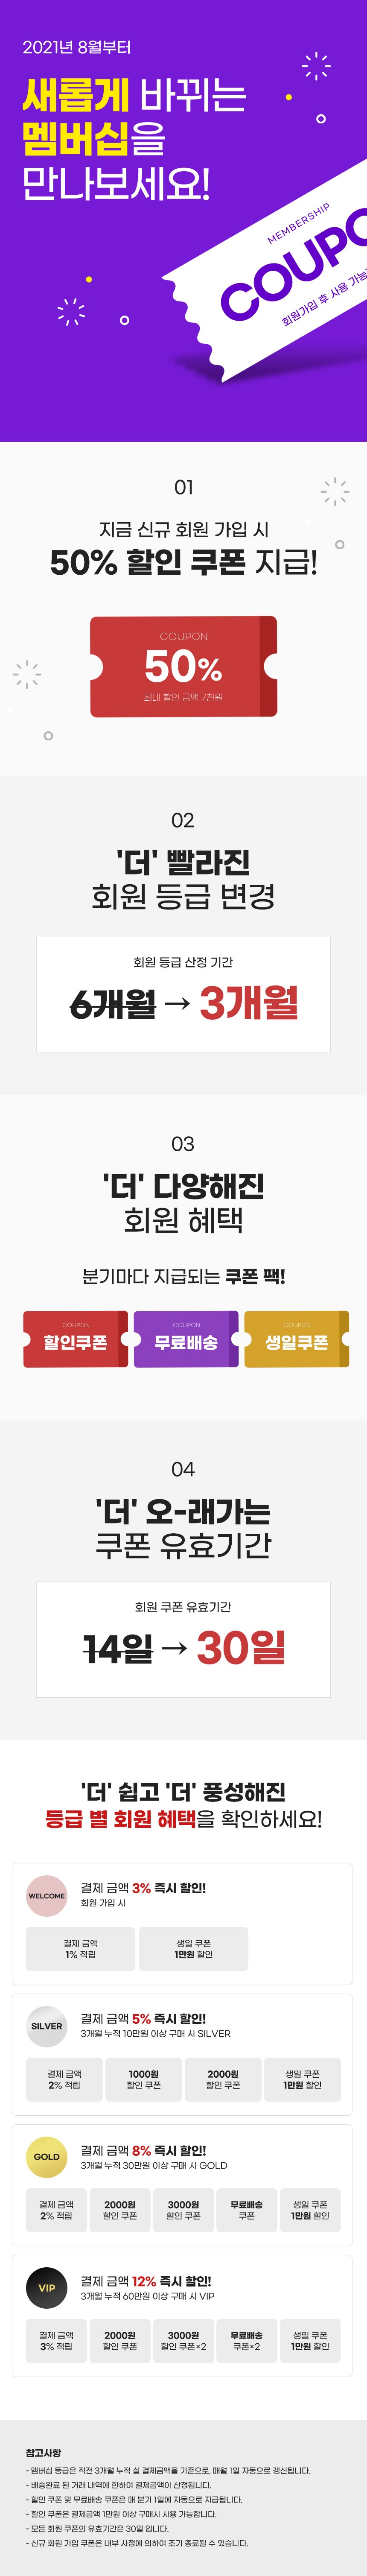 2021년 8월부터
새롭게 바뀌는
멤버십을
만나보세요!
MEMBERSHIP
COUPO
회원가입 후 사용 가능
01
지금 신규 회원 가입 시
50% 할인 쿠폰 지급!
COUPON
50%
최대 할인 금액 7천원
02
'더' 빨라진
회원 등급 변경
회원 등급 산정 기간
6개월 → 3개월
03
'더' 다양해진
회원 혜택
분기마다 지급되는 쿠폰 팩!
COUPON COUPON COUPON
할인쿠폰 무료배송 생일쿠폰
04
'더' 오-래가는
쿠폰 유효기간
회원 쿠폰 유효기간
14일 → 30일
'더' 쉽고 '더' 풍성해진
등급 별 회원 혜택을 확인하세요!
WELCOME
결제 금액 3% 즉시 할인!
회원 가입 시
결제 금액
1% 적립
생일 쿠폰
1만원 할인
SILVER
결제 금액 5% 즉시 할인!
3개월 누적 10만원 이상 구매 시 SILVER
결제 금액
2% 적립
1000원
할인 쿠폰
2000원
할인 쿠폰
생일 쿠폰
1만원 할인
GOLD
결제 금액 8% 즉시 할인!
3개월 누적 30만원 이상 구매 시 GOLD
결제 금액
2% 적립
2000원
할인 쿠폰
3000원
할인 쿠폰
무료배송
쿠폰
생일 쿠폰
1만원 할인
VIP
결제 금액 12% 즉시 할인!
3개월 누적 60만원 이상 구매 시 VIP
결제 금액
3% 적립
2000원
할인 쿠폰
3000원
할인 쿠폰×2
무료배송
쿠폰×2
생일 쿠폰
1만원 할인
참고사항
- 멤버십 등급은 직전 3개월 누적 실 결제금액을 기준으로, 매월 1일 자동으로 갱신됩니다.
- 배송완료 된 거래 내역에 한하여 결제금액이 산정됩니다.
- 할인 쿠폰 및 무료배송 쿠폰은 매 분기 1일에 자동으로 지급됩니다.
- 할인 쿠폰은 결제금액 1만원 이상 구매시 사용 가능합니다.
- 모든 회원 쿠폰의 유효기간은 30일 입니다.
- 신규 회원 가입 쿠폰은 내부 사정에 의하여 조기 종료될 수 있습니다.